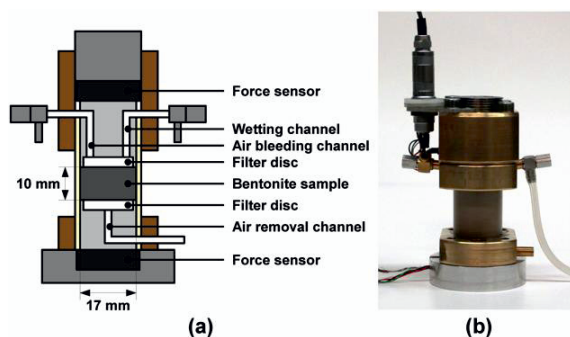 Force sensor
Wetting channel
Air bleeding channel
Filter disc
10 mm
Bentonite sample
Filter disc
Air removal channel
Force sensor
17 mm
(a)
(b)